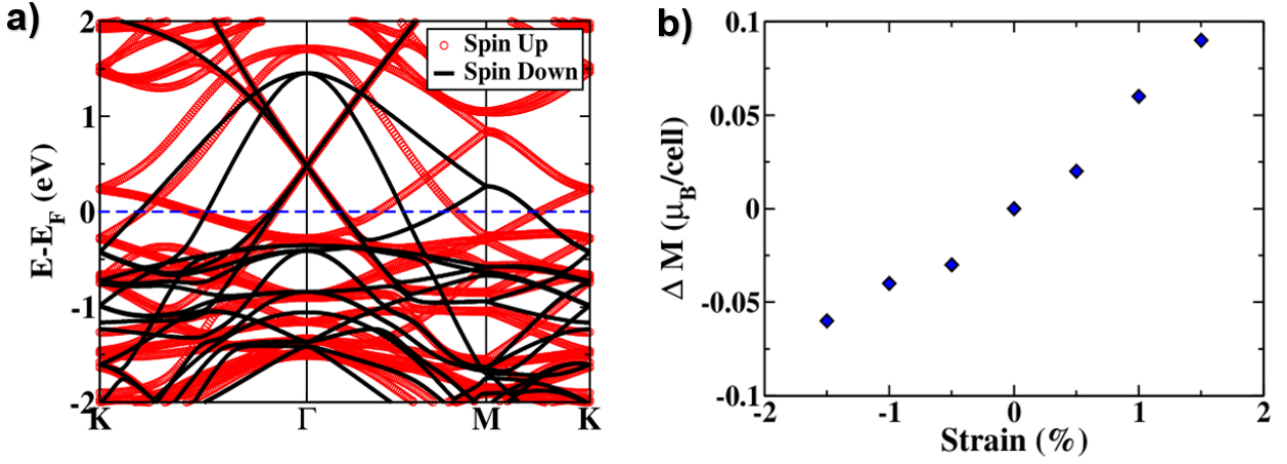 a)
2
1
0
-1
-2
E-E_F (eV)
Spin Up
Spin Down
K Γ M K
b)
0.1
0.05
0
-0.05
-0.1
Δ M (μ_B/cell)
-2 -1 0 1 2
Strain (%)